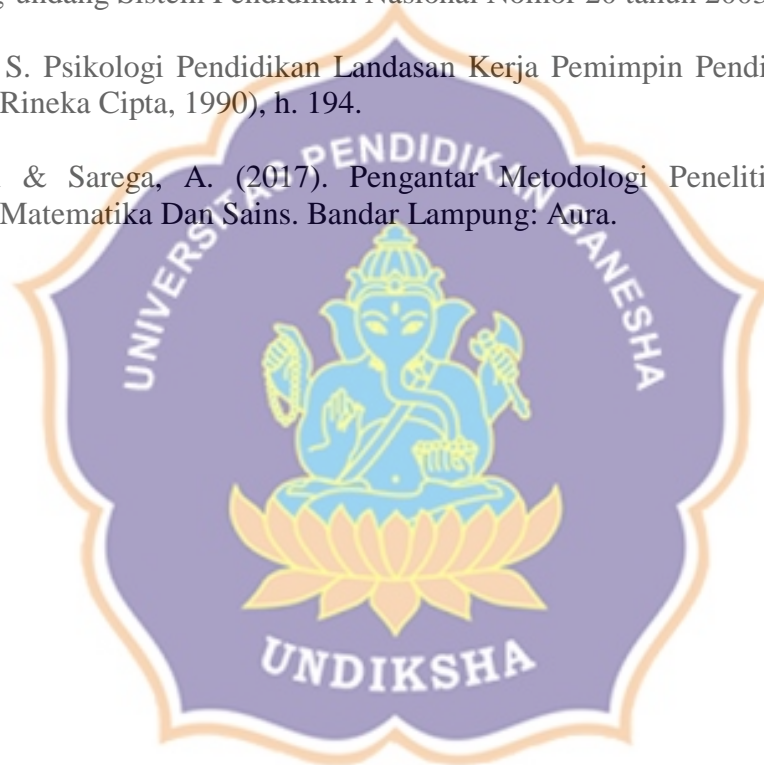 undang Sistem Pendidikan Nasional Nomor 20 tahun 2003
S. Psikologi Pendidikan Landasan Kerja Pemimpin Pendi
Rineka Cipta, 1990), h. 194.
& Sarega, A. (2017). Pengantar Metodologi Peneliti
Matematika Dan Sains. Bandar Lampung: Aura.
UNIVERSITAS PENDIDIKAN GANESHA
UNDIKSHA